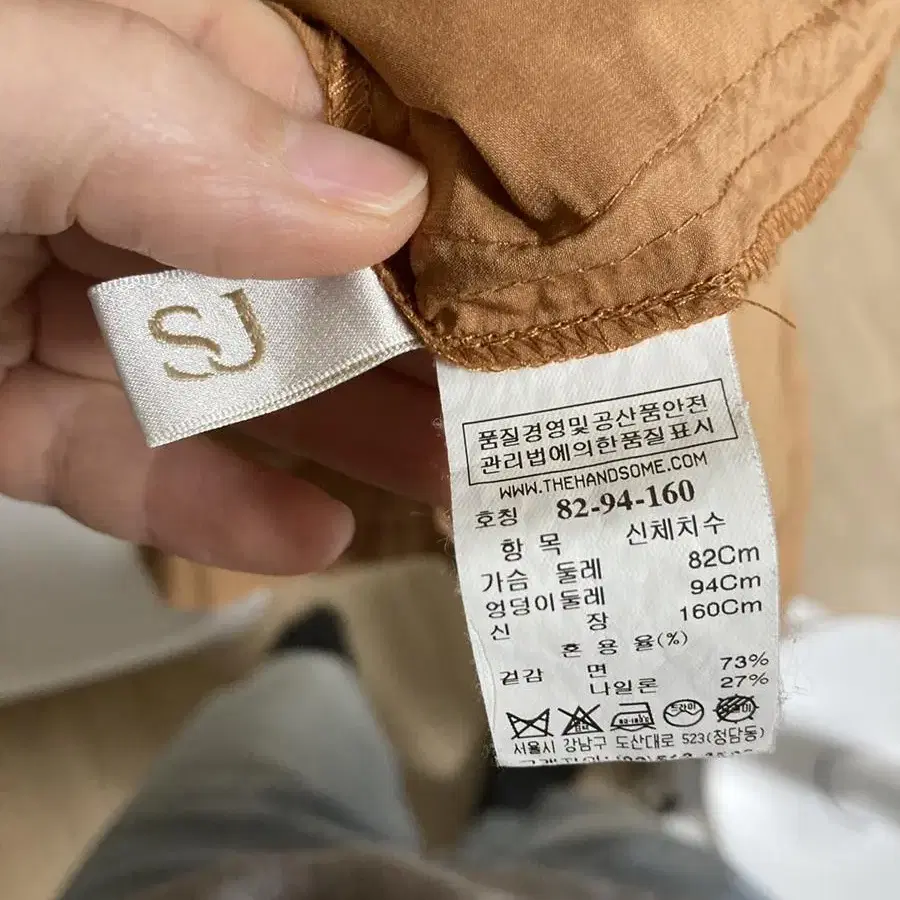 SJ
품질경영및공산품안전
관리법에의한품질표시
WWW.THEHANDSOME.COM
호칭 82-94-160
항 목 신체치수
가슴 둘레 82Cm
엉덩이둘레 94Cm
신 장 160Cm
혼 용 율(%)
겉감 면 73%
나일론 27%
드라이
서울시 강남구 도산대로 523(청담동)